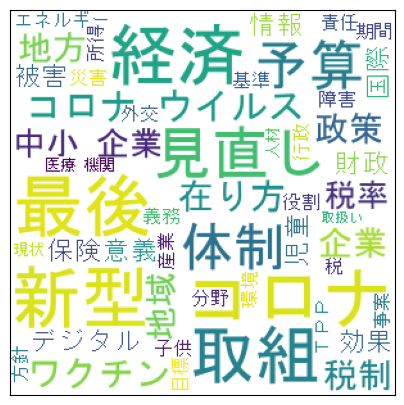 エネルギー
所得
経済
情報
責任
期間
地方
予算
国際
被害
災害
基準
障害
コロナ ウイルス
外交
政策
中小 企業
見直し
人材
行政
財政
医療 機関
在り方
役割
税率
最後
義務
取扱い
体制
児童
企業
現状
保険
意義
産業
税
新型
コロナ
地域
分野
環境
TPP
事案
デジタル
子供
取組
効果
方針
ワクチン
目標
税制